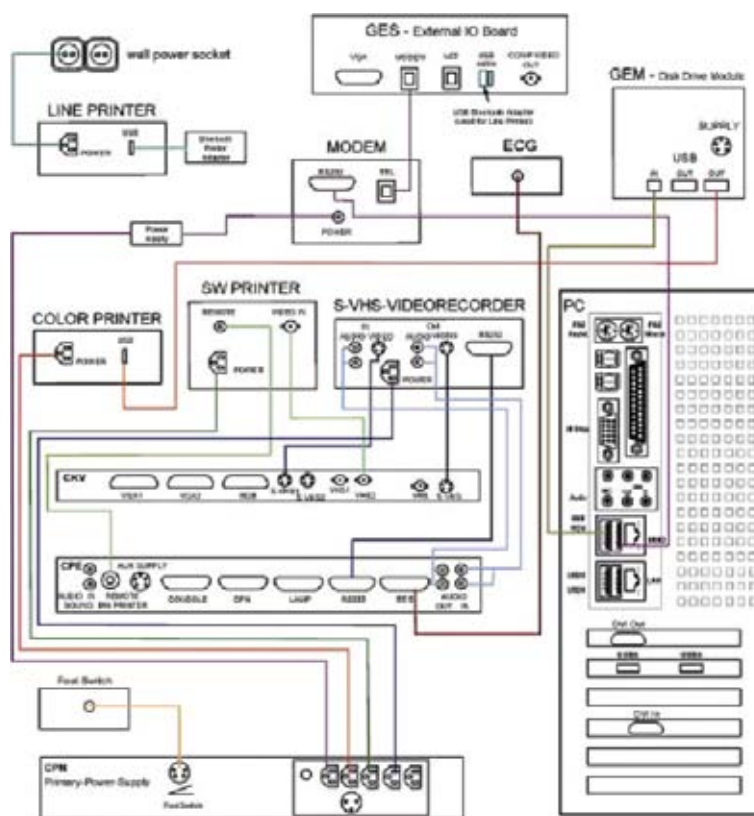 GES - External IO Board
wall power socket
VGA
MODEM
USB
COMP.VIDEO
OUT
GEM - Disk Drive Module
LINE PRINTER
POWER
USB
Bluetooth
Printer
Adapter
USB Bluetooth Adapter
(used for Line Printer)
SUPPLY
USB
IN
OUT
OUT
MODEM
RS232
TEL
POWER
ECG
Power
Supply
SW PRINTER
REMOTE
VIDEO IN
POWER
S-VHS-VIDEORECORDER
In
AUDIO VIDEO
Out
AUDIO VIDEO
RS232
POWER
COLOR PRINTER
POWER
USB
PC
Audio
LAN
DVI Out
DVI In
CKV
VGA1
VGA2
RGB
S-VHS1
S-VHS2
VHS1
VHS2
VHS
S-VHS
CPE
AUX SUPPLY
AUDIO IN
SOUND
REMOTE
BW PRINTER
CONSOLE
CPN
LAMP
RS232
AUDIO
OUT
IN
Foot Switch
CPN
Primary-Power-Supply
Foot Switch